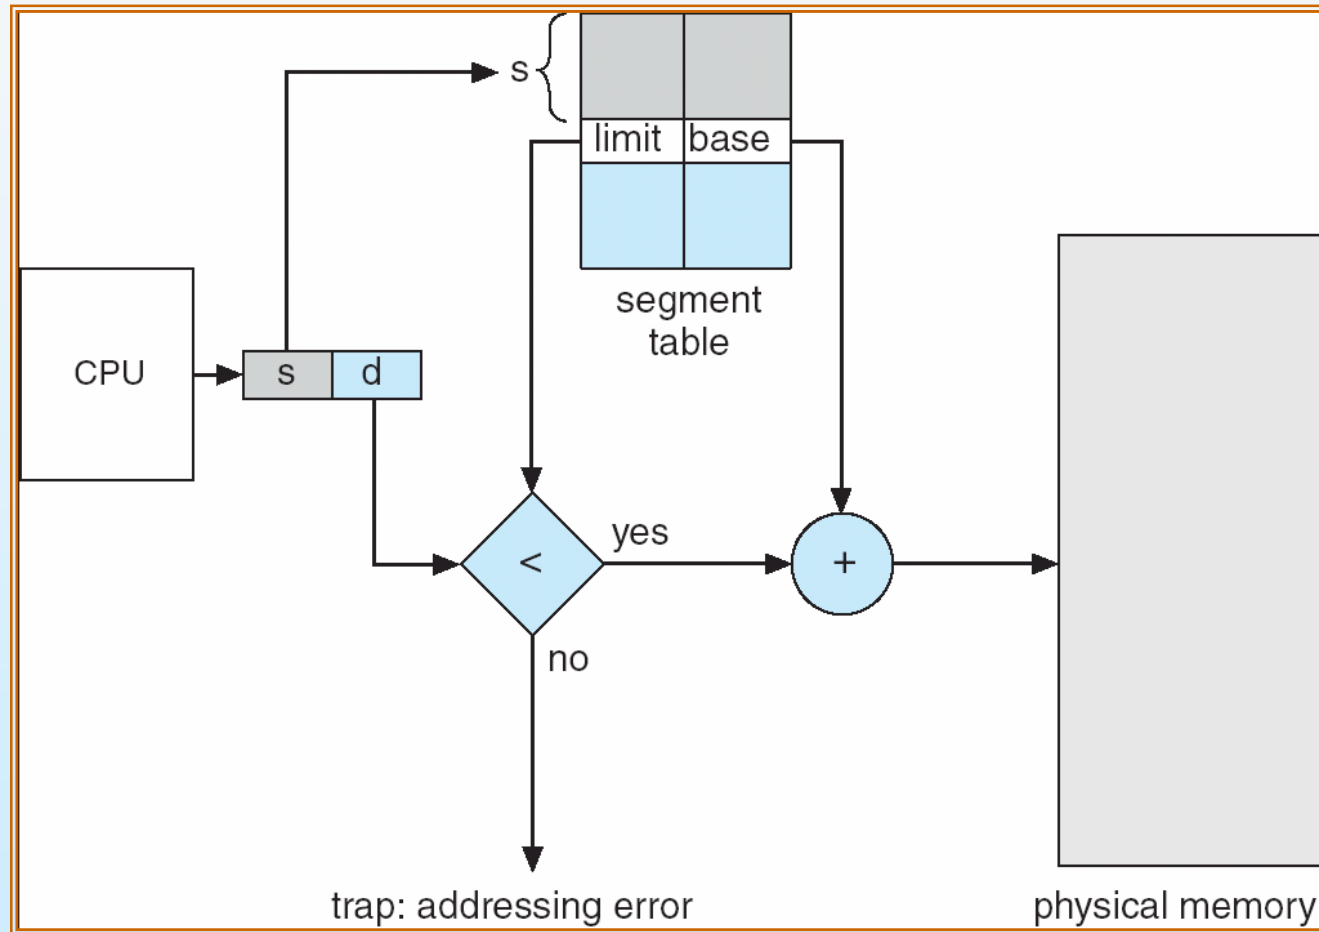 s
limit base
segment
table
CPU
s d
yes
<
+
no
trap: addressing error
physical memory